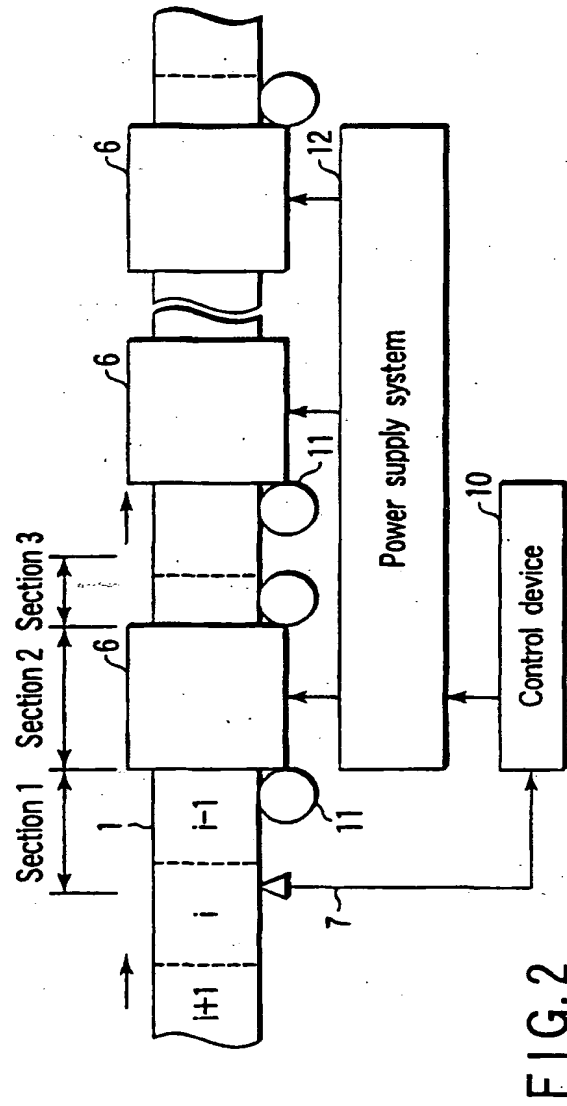 Section 1
Section 2
Section 3
6
6
6
1
i+1
i
i-1
11
11
7
12
Power supply system
10
Control device
FIG. 2